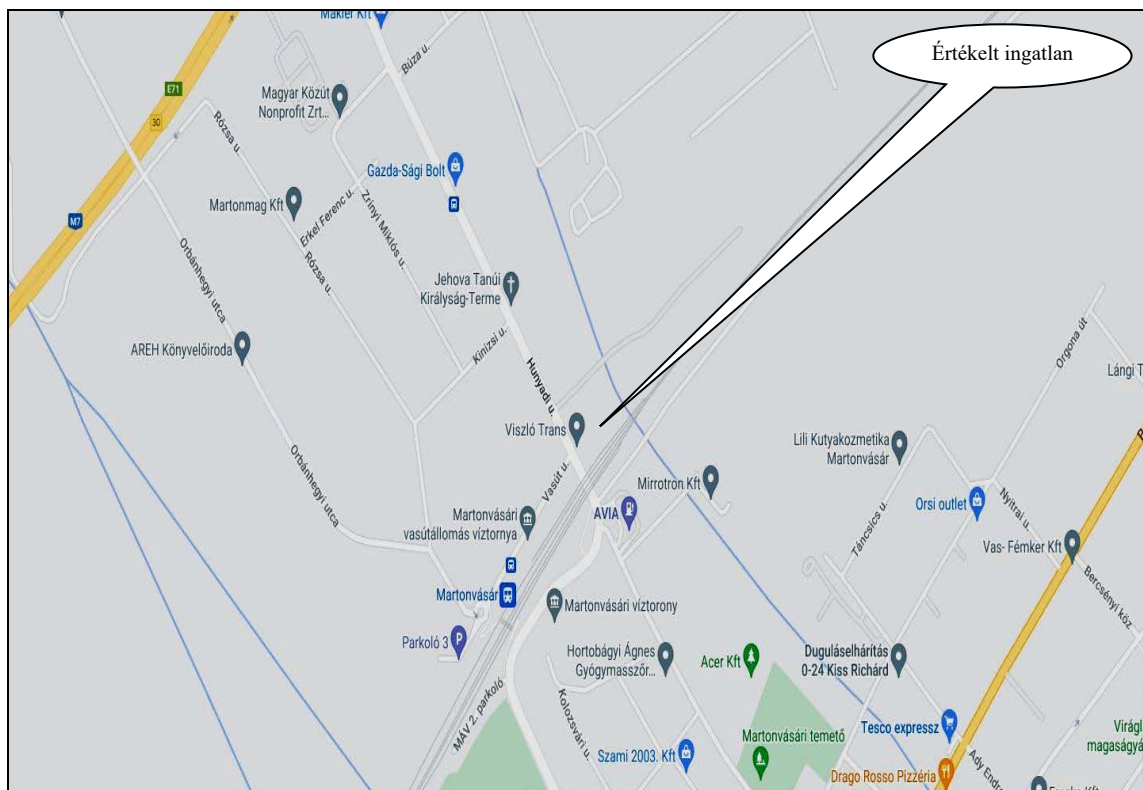 Makler Kft
Értékelt ingatlan
Búza u.
E71
30
Magyar Közút
Nonprofit Zrt...
Rózsa u.
Gazda-Sági Bolt
Martonmag Kft
Erkel Ferenc u.
Zrínyi Miklós u.
M7
Orbánhegyi utca
Rózsa u.
Jehova Tanúi
Királyság-Terme
Kinizsi u.
Hunyadi u.
AREH Könyvelőiroda
Orgona út
Lángi T
Viszló Trans
Vasút u.
Lili Kutyakozmetika
Martonvásár
Mirrotron Kft
Orbánhegyi utca
Martonvásári
vasútállomás víztornya
AVIA
Orsi outlet
Nyitrai u.
Táncsics u.
Vas- Fémker Kft
Bercsényi köz
Martonvásár
Martonvásári víztorony
Parkoló 3
P
MÁV 2. parkoló
Hortobágyi Ágnes
Gyógymasszőr...
Acer Kft
Duguláselhárítás
0-24 Kiss Richárd
Kolozsvári u.
Szami 2003. Kft
Martonvásári temető
Tesco expressz
Ady Endre
Virágl
magaságyá
Drago Rosso Pizzéria